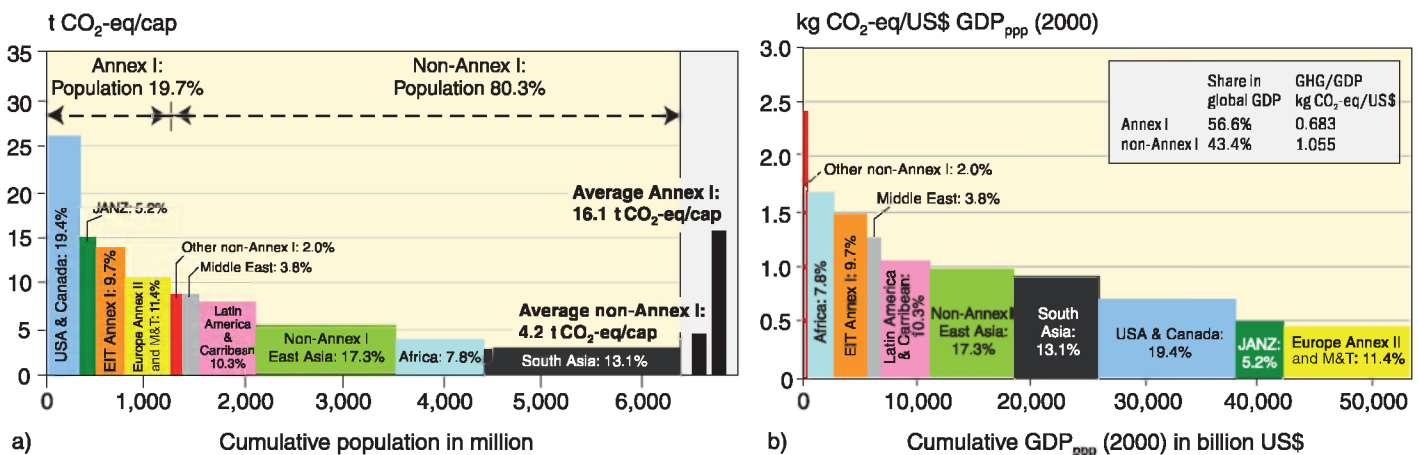 t CO₂-eq/cap
35
30
25
20
15
10
5
0
Annex I:
Population 19.7%
Non-Annex I:
Population 80.3%
USA & Canada: 19.4%
JANZ: 5.2%
EIT Annex I: 9.7%
Europe Annex II
and M&T: 11.4%
Other non-Annex I: 2.0%
Middle East: 3.8%
Latin
America
&
Carribean
10.3%
Non-Annex I
East Asia: 17.3%
Africa: 7.8%
South Asia: 13.1%
Average Annex I:
16.1 t CO₂-eq/cap
Average non-Annex I:
4.2 t CO₂-eq/cap
0
1,000
2,000
3,000
4,000
5,000
6,000
a)
Cumulative population in million
kg CO₂-eq/US$ GDPₚₚₚ (2000)
3.0
2.5
2.0
1.5
1.0
0.5
0
Share in GHG/GDP
global GDP kg CO₂-eq/US$
Annex I 56.6% 0.683
non-Annex I 43.4% 1.055
Other non-Annex I: 2.0%
Middle East: 3.8%
Africa: 7.8%
EIT Annex I: 9.7%
Latin America
& Carribean:
10.3%
Non-Annex I
East Asia:
17.3%
South
Asia:
13.1%
USA & Canada:
19.4%
JANZ:
5.2%
Europe Annex II
and M&T: 11.4%
0
10,000
20,000
30,000
40,000
50,000
b)
Cumulative GDPₚₚₚ (2000) in billion US$